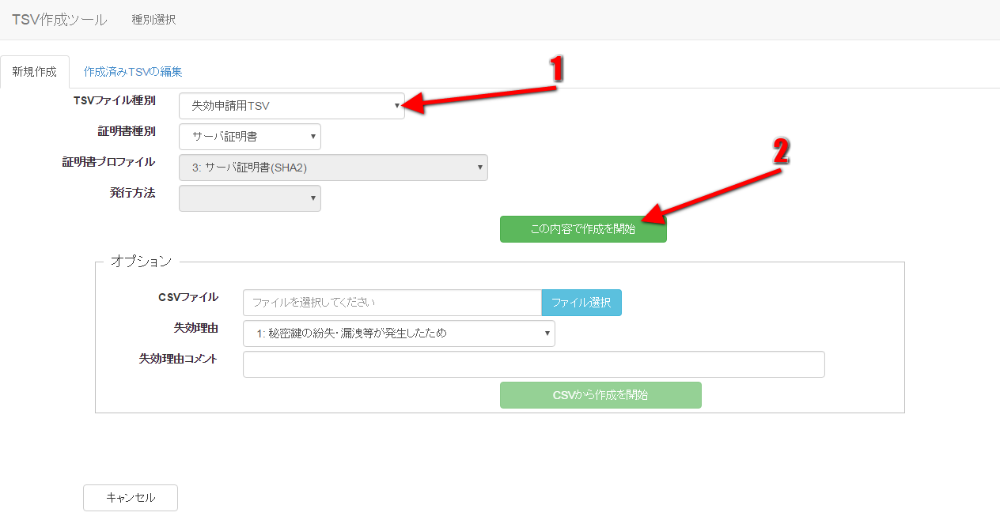 TSV作成ツール 種別選択
新規作成 作成済みTSVの編集
1
TSVファイル種別 失効申請用TSV
証明書種別 サーバ証明書
2
証明書プロファイル 3: サーバ証明書(SHA2)
発行方法
この内容で作成を開始
オプション
CSVファイル ファイルを選択してください ファイル選択
失効理由 1: 秘密鍵の紛失・漏洩等が発生したため
失効理由コメント
CSVから作成を開始
キャンセル